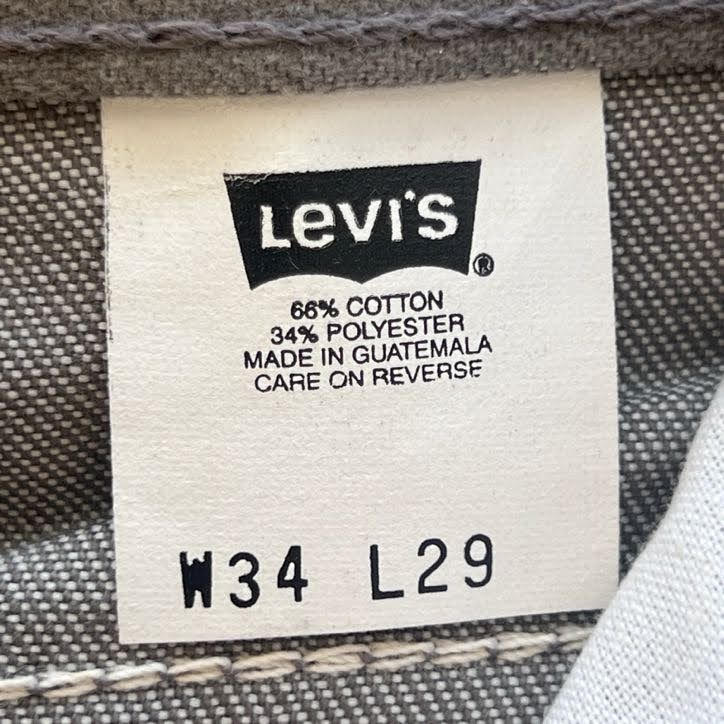 Levi's ®
66% COTTON
34% POLYESTER
MADE IN GUATEMALA
CARE ON REVERSE
W34 L29